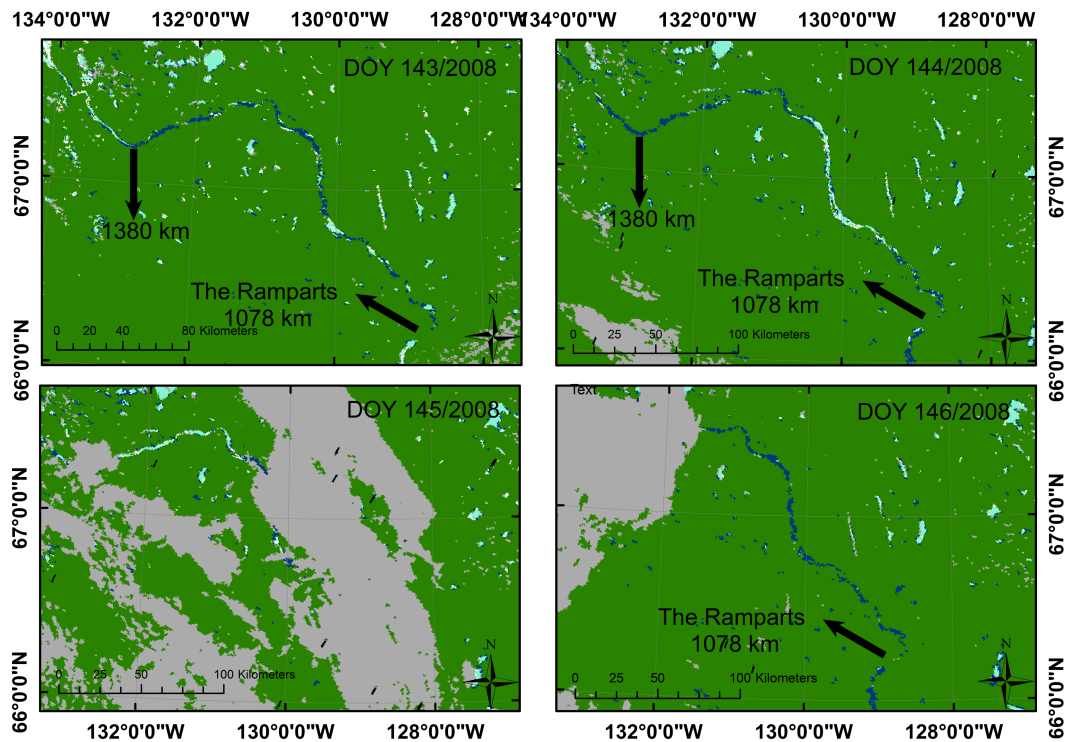 134°0'0"W 132°0'0"W 130°0'0"W 128°0'0"W 134°0'0"W 132°0'0"W 130°0'0"W 128°0'0"W
DOY 143/2008
DOY 144/2008
67°0'0"N
67°0'0"N
1380 km
1380 km
The Ramparts
1078 km
The Ramparts
1078 km
N
N
0 20 40 80 Kilometers
0 25 50 100 Kilometers
66°0'0"N
66°0'0"N
Text
DOY 145/2008
DOY 146/2008
67°0'0"N
67°0'0"N
The Ramparts
1078 km
N
N
0 25 50 100 Kilometers
0 25 50 100 Kilometers
66°0'0"N
66°0'0"N
132°0'0"W 130°0'0"W 128°0'0"W 132°0'0"W 130°0'0"W 128°0'0"W